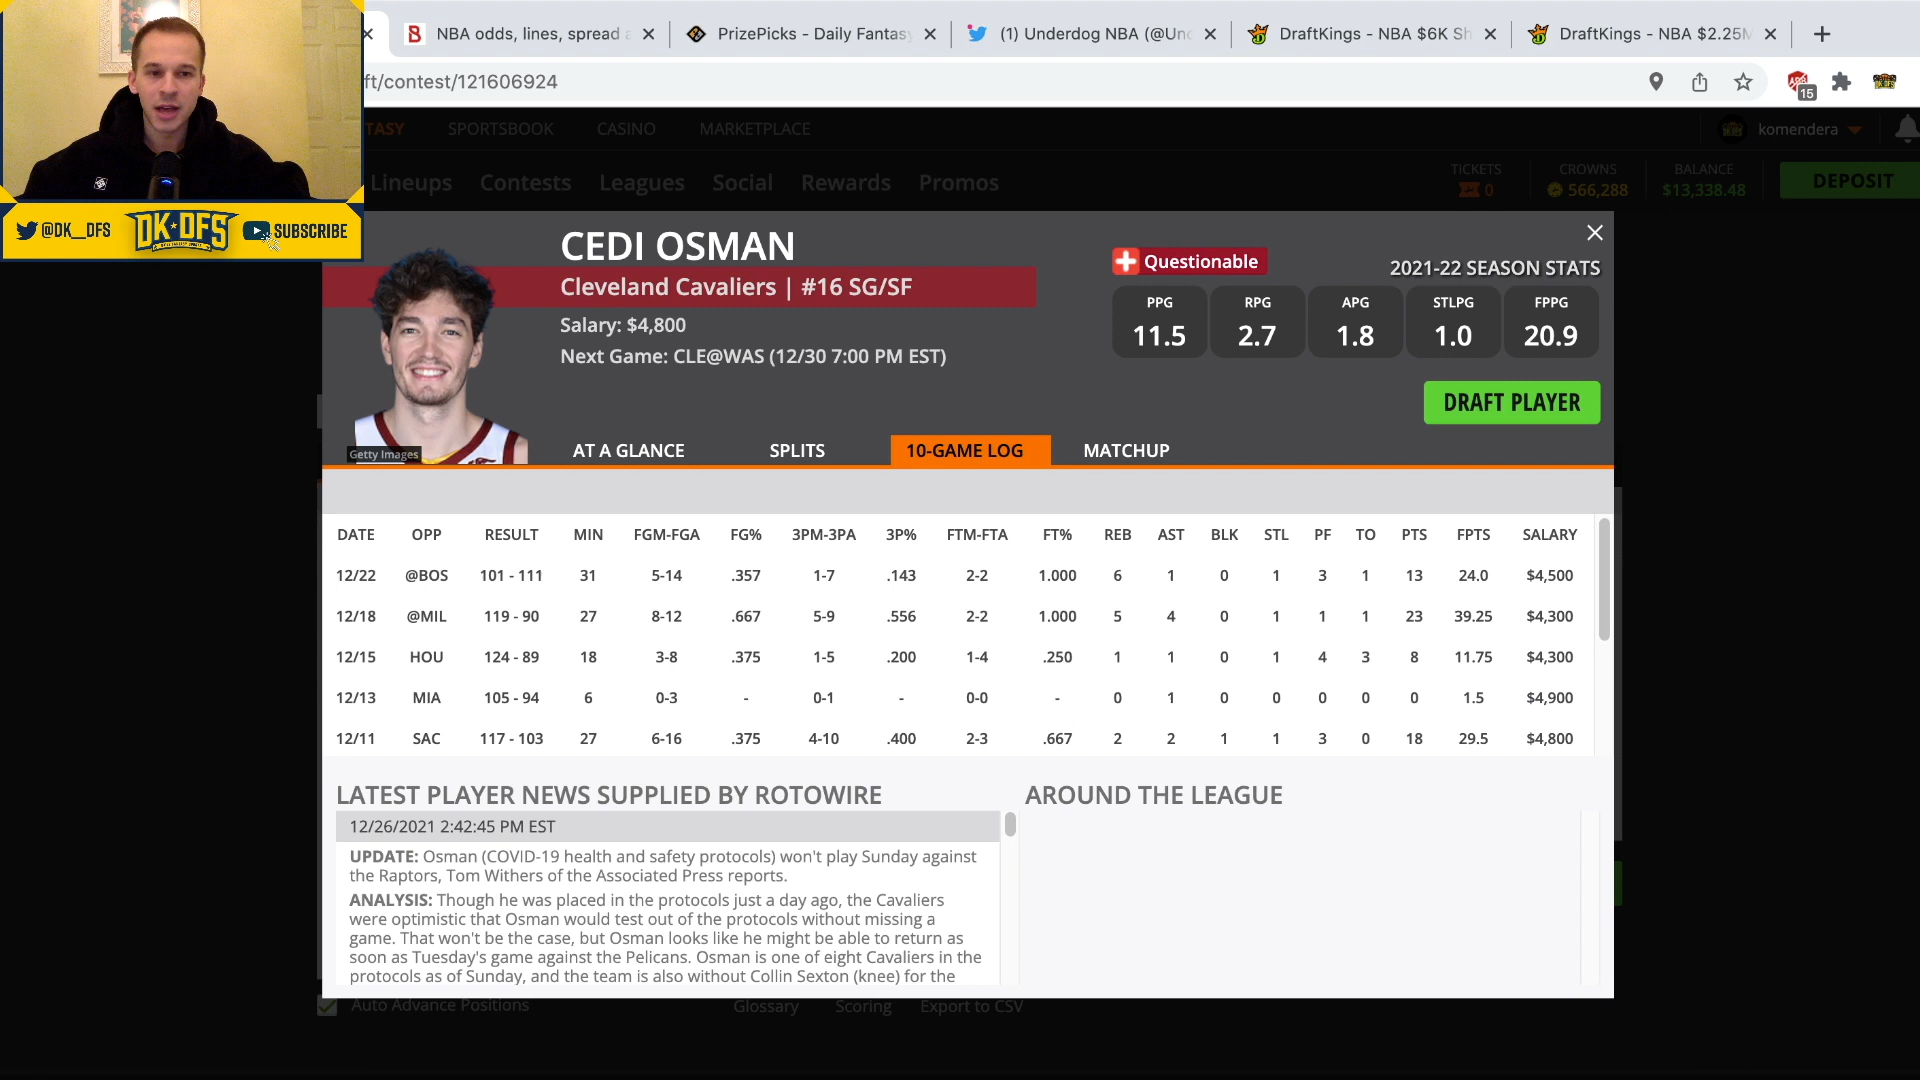 NBA odds, lines, spread a
PrizePicks - Daily Fantasy
(1) Underdog NBA (@Und
DraftKings - NBA $6K Sh
DraftKings - NBA $2.25M
ft/contest/121606924
15
TASY
SPORTSBOOK
CASINO
MARKETPLACE
komendera
Lineups
Contests
Leagues
Social
Rewards
Promos
TICKETS
0
CROWNS
566,288
BALANCE
$13,338.48
DEPOSIT
@DK__DFS
DK DFS
SUBSCRIBE
CEDI OSMAN
Cleveland Cavaliers | #16 SG/SF
Salary: $4,800
Next Game: CLE@WAS (12/30 7:00 PM EST)
Questionable
2021-22 SEASON STATS
PPG RPG APG STLPG FPPG
11.5 2.7 1.8 1.0 20.9
DRAFT PLAYER
Getty Images
AT A GLANCE SPLITS 10-GAME LOG MATCHUP
DATE OPP RESULT MIN FGM-FGA FG% 3PM-3PA 3P% FTM-FTA FT% REB AST BLK STL PF TO PTS FPTS SALARY
12/22 @BOS 101 - 111 31 5-14 .357 1-7 .143 2-2 1.000 6 1 0 1 3 1 13 24.0 $4,500
12/18 @MIL 119 - 90 27 8-12 .667 5-9 .556 2-2 1.000 5 4 0 1 1 1 23 39.25 $4,300
12/15 HOU 124 - 89 18 3-8 .375 1-5 .200 1-4 .250 1 1 0 1 4 3 8 11.75 $4,300
12/13 MIA 105 - 94 6 0-3 - 0-1 - 0-0 - 0 1 0 0 0 0 0 1.5 $4,900
12/11 SAC 117 - 103 27 6-16 .375 4-10 .400 2-3 .667 2 2 1 1 3 0 18 29.5 $4,800
LATEST PLAYER NEWS SUPPLIED BY ROTOWIRE
12/26/2021 2:42:45 PM EST
UPDATE: Osman (COVID-19 health and safety protocols) won't play Sunday against
the Raptors, Tom Withers of the Associated Press reports.
ANALYSIS: Though he was placed in the protocols just a day ago, the Cavaliers
were optimistic that Osman would test out of the protocols without missing a
game. That won't be the case, but Osman looks like he might be able to return as
soon as Tuesday's game against the Pelicans. Osman is one of eight Cavaliers in the
protocols as of Sunday, and the team is also without Collin Sexton (knee) for the
AROUND THE LEAGUE
Auto Advance Positions
Glossary
Scoring
Export to CSV